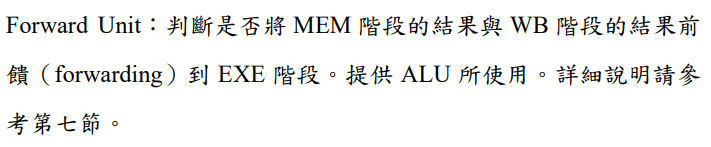 Forward Unit：判斷是否將 MEM 階段的結果與 WB 階段的結果前
饋（forwarding）到 EXE 階段。提供 ALU 所使用。詳細說明請參
考第七節。